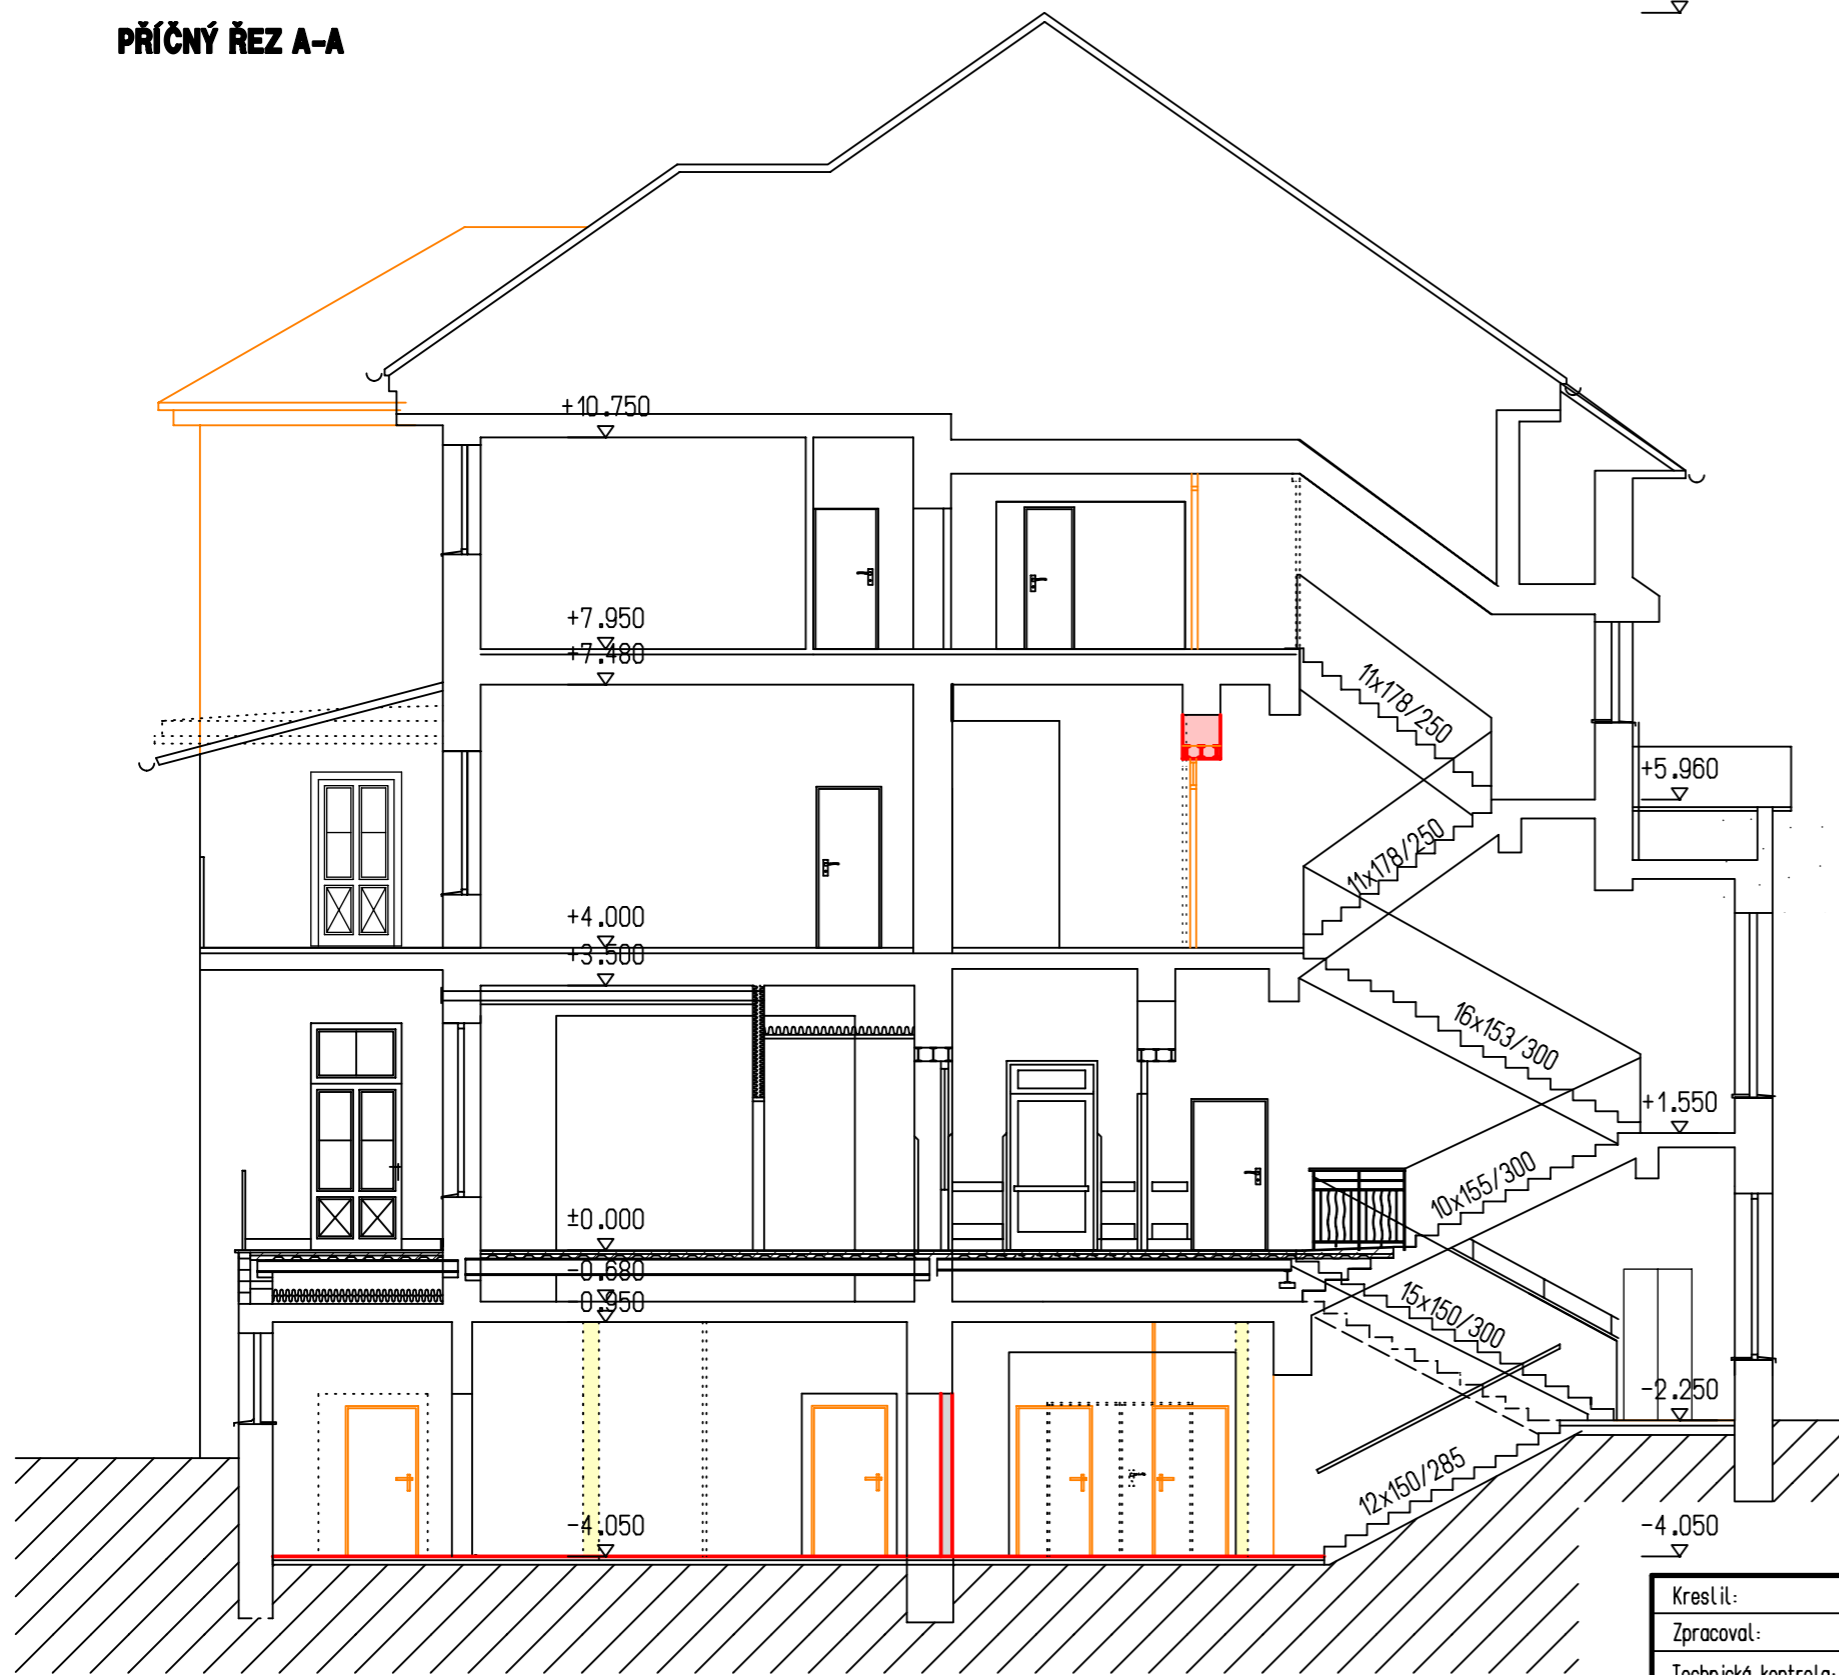 PŘÍČNÝ ŘEZ A-A
+10.750
+7.950
+7.480
11x178/250
+5.960
11x178/250
+4.000
+3.500
16x153/300
+1.550
10x155/300
±0.000
-0.680
-0.950
15x150/300
-2.250
12x150/285
-4.050
-4.050
Kreslil:
Zpracoval:
Technická kontrola: